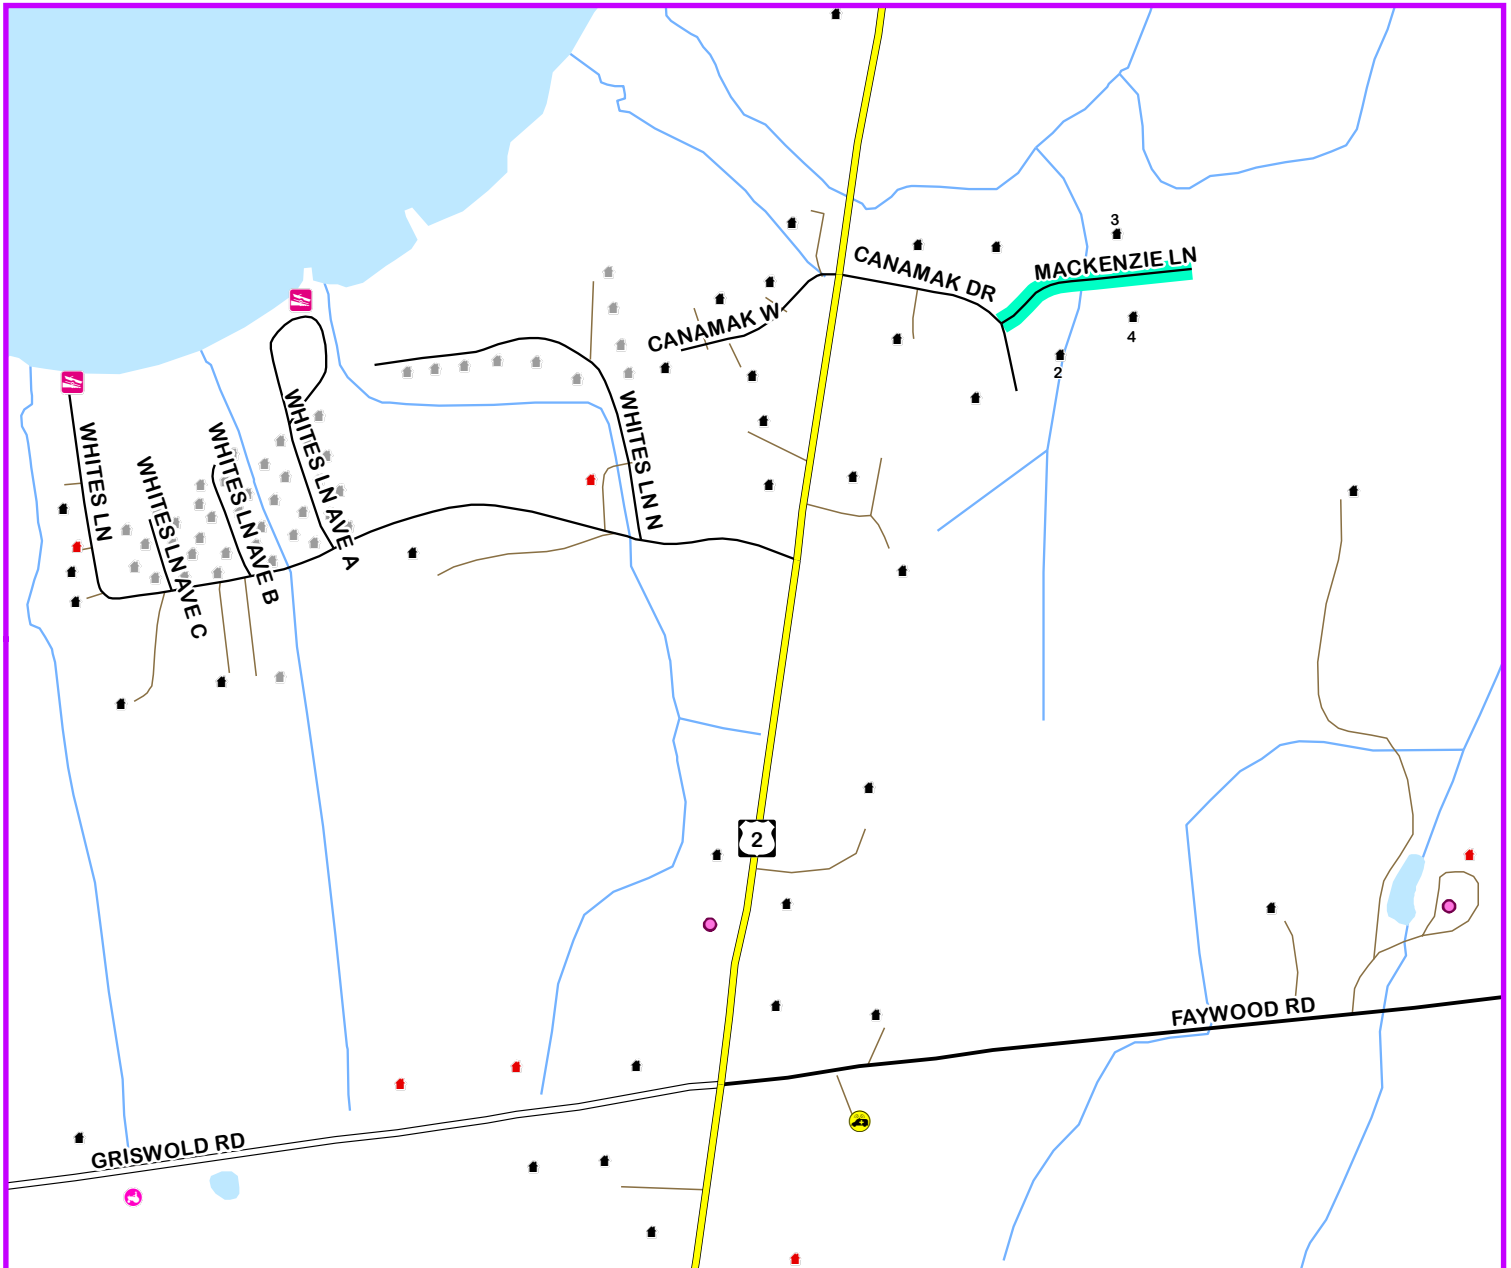 3
CANAMAK DR
MACKENZIE LN
CANAMAK W
4
2
WHITES LN
WHITES LN AVE C
WHITES LN AVE B
WHITES LN AVE A
WHITES LN N
2
FAYWOOD RD
GRISWOLD RD